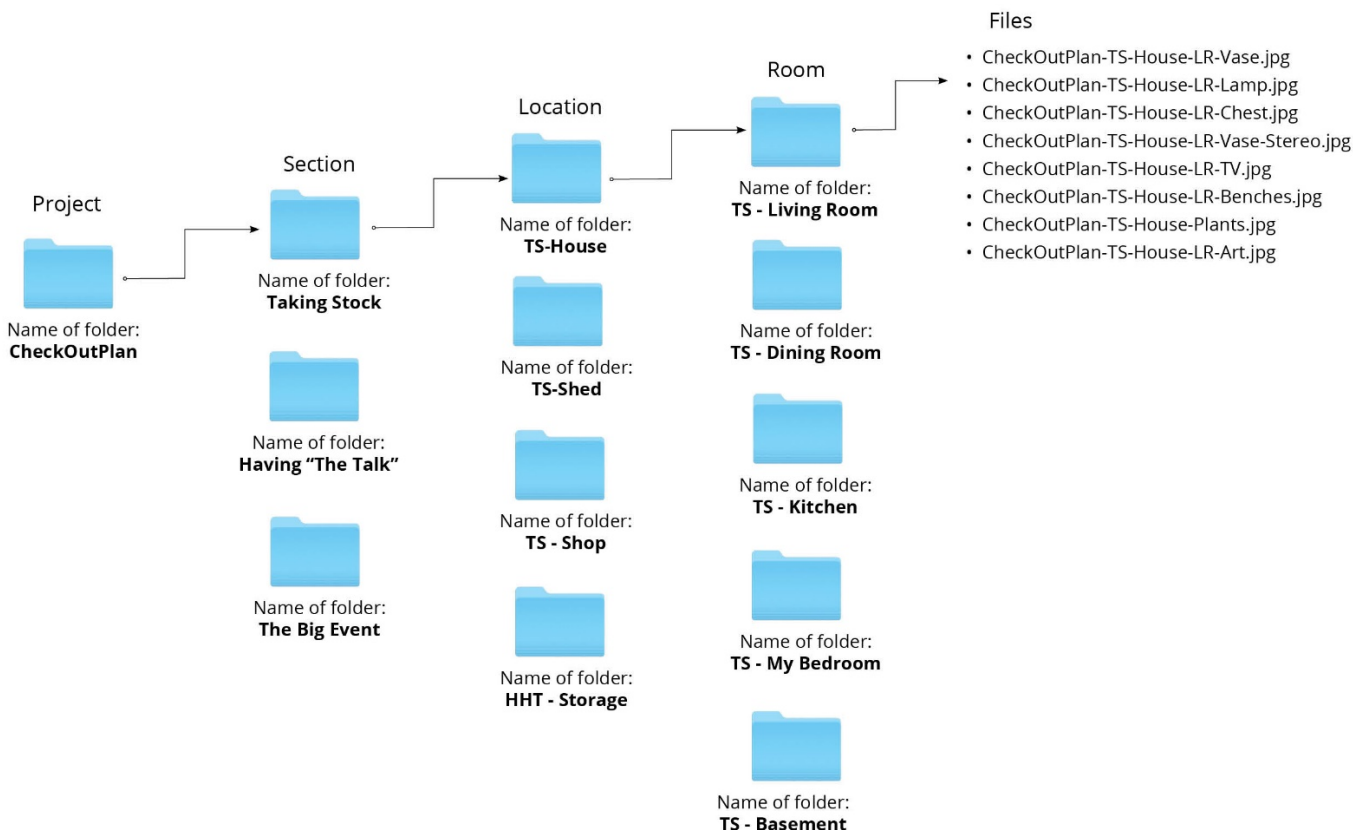 Project
Name of folder:
CheckOutPlan
Section
Name of folder:
Taking Stock
Name of folder:
Having “The Talk”
Name of folder:
The Big Event
Location
Name of folder:
TS-House
Name of folder:
TS-Shed
Name of folder:
TS - Shop
Name of folder:
HHT - Storage
Room
Name of folder:
TS - Living Room
Name of folder:
TS - Dining Room
Name of folder:
TS - Kitchen
Name of folder:
TS - My Bedroom
Name of folder:
TS - Basement
Files
• CheckOutPlan-TS-House-LR-Vase.jpg
• CheckOutPlan-TS-House-LR-Lamp.jpg
• CheckOutPlan-TS-House-LR-Chest.jpg
• CheckOutPlan-TS-House-LR-Vase-Stereo.jpg
• CheckOutPlan-TS-House-LR-TV.jpg
• CheckOutPlan-TS-House-LR-Benches.jpg
• CheckOutPlan-TS-House-Plants.jpg
• CheckOutPlan-TS-House-LR-Art.jpg